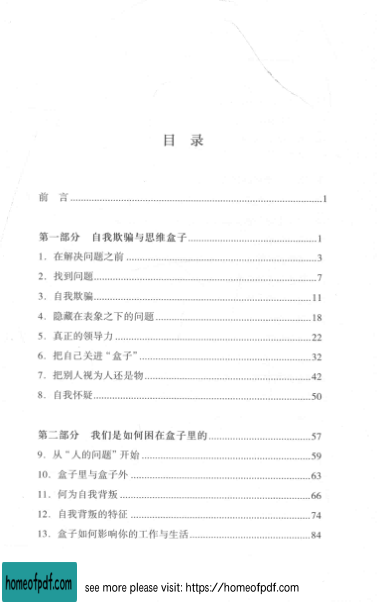 目 录
前 言……1
第一部分 自我欺骗与思维盒子……1
1. 在解决问题之前……3
2. 找到问题……7
3. 自我欺骗……11
4. 隐藏在表象之下的问题……18
5. 真正的领导力……22
6. 把自己关进“盒子”……32
7. 把别人视为人还是物……42
8. 自我怀疑……50
第二部分 我们是如何困在盒子里的……57
9. 从“人的问题”开始……59
10. 盒子里与盒子外……63
11. 何为自我背叛……66
12. 自我背叛的特征……74
13. 盒子如何影响你的工作与生活……84
homeofpdf.com
see more please visit: https://homeofpdf.com